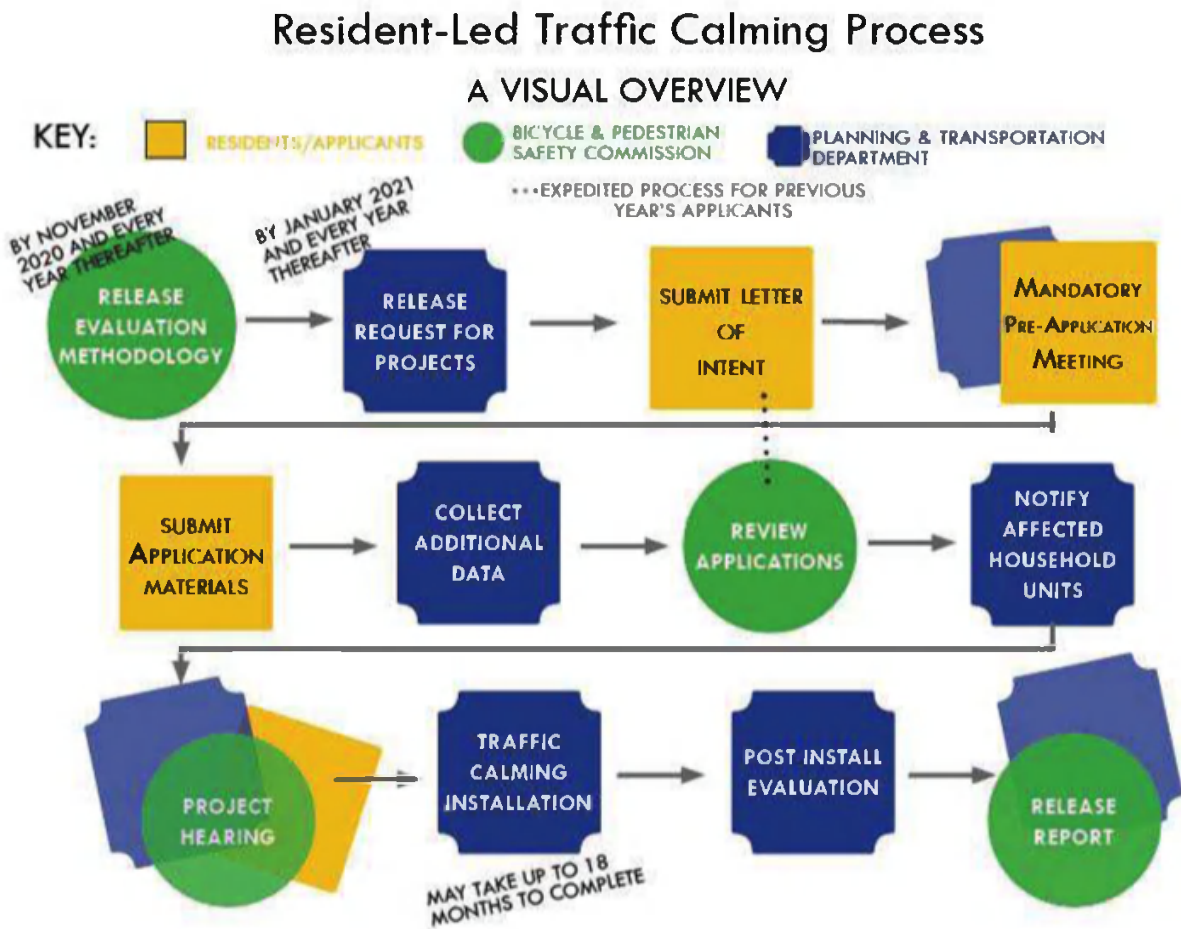 Resident-Led Traffic Calming Process
A VISUAL OVERVIEW
KEY:
RESIDENTS/APPLICANTS
BICYCLE & PEDESTRIAN
SAFETY COMMISSION
PLANNING & TRANSPORTATION
DEPARTMENT
•••EXPEDITED PROCESS FOR PREVIOUS
YEAR'S APPLICANTS
BY NOVEMBER
2020 AND EVERY
YEAR THEREAFTER
RELEASE
EVALUATION
METHODOLOGY
BY JANUARY 2021
AND EVERY YEAR
THEREAFTER
RELEASE
REQUEST FOR
PROJECTS
SUBMIT LETTER
OF
INTENT
MANDATORY
PRE-APPLICATION
MEETING
SUBMIT
APPLICATION
MATERIALS
COLLECT
ADDITIONAL
DATA
REVIEW
APPLICATIONS
NOTIFY
AFFECTED
HOUSEHOLD
UNITS
PROJECT
HEARING
TRAFFIC
CALMING
INSTALLATION
MAY TAKE UP TO 18
MONTHS TO COMPLETE
POST INSTALL
EVALUATION
RELEASE
REPORT